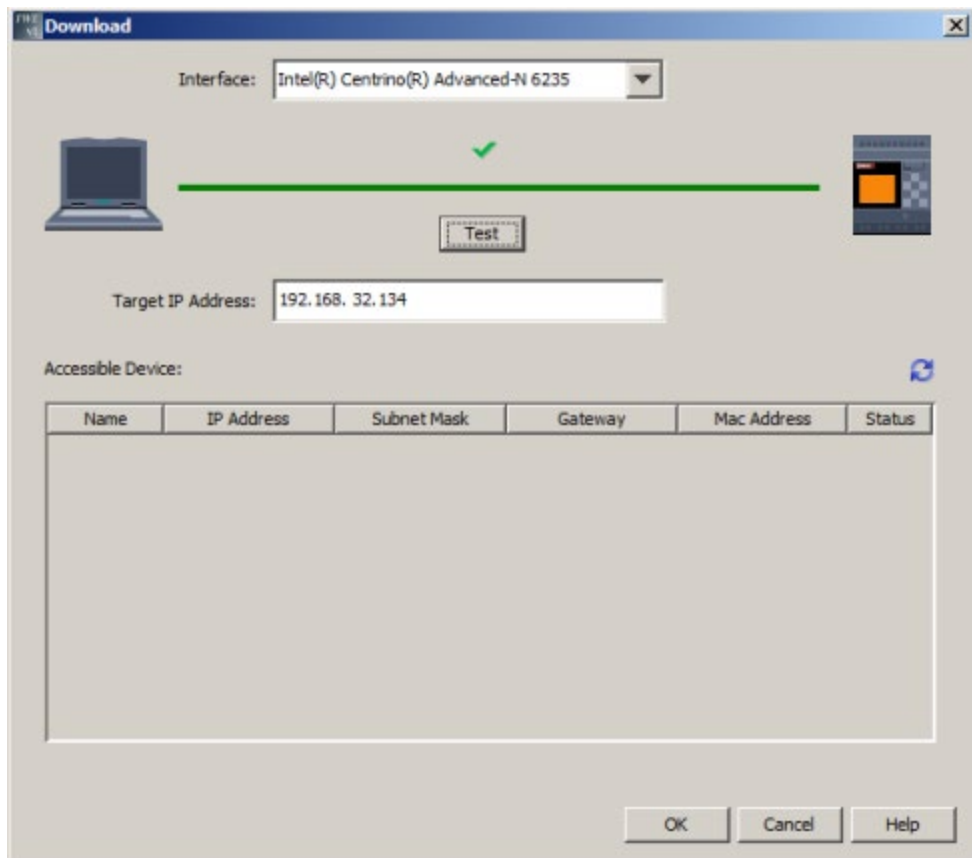 Download
Interface: Intel(R) Centrino(R) Advanced-N 6235
Test
Target IP Address: 192.168. 32.134
Accessible Device:
Name IP Address Subnet Mask Gateway Mac Address Status
OK Cancel Help